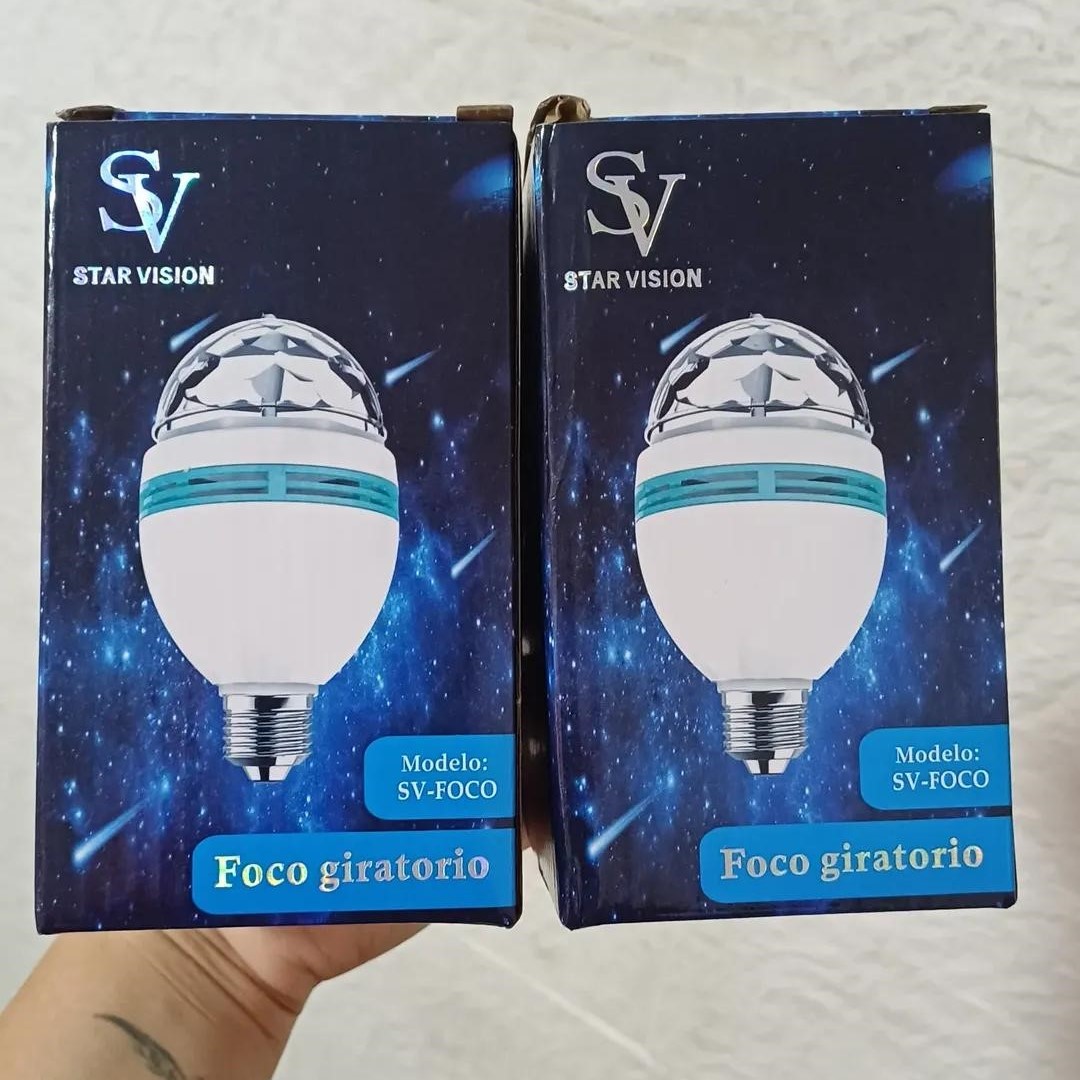 SV
STAR VISION
Modelo:
SV-FOCO
Foco giratorio
SV
STAR VISION
Modelo:
SV-FOCO
Foco giratorio